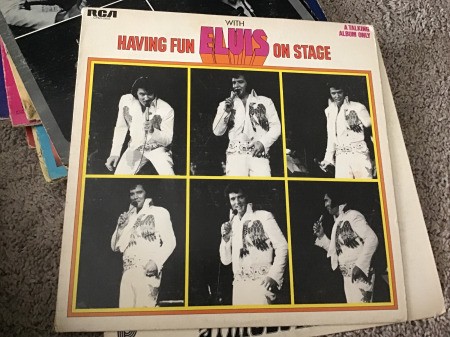 RCA
WITH
HAVING FUN ELVIS ON STAGE
A TALKING
ALBUM ONLY